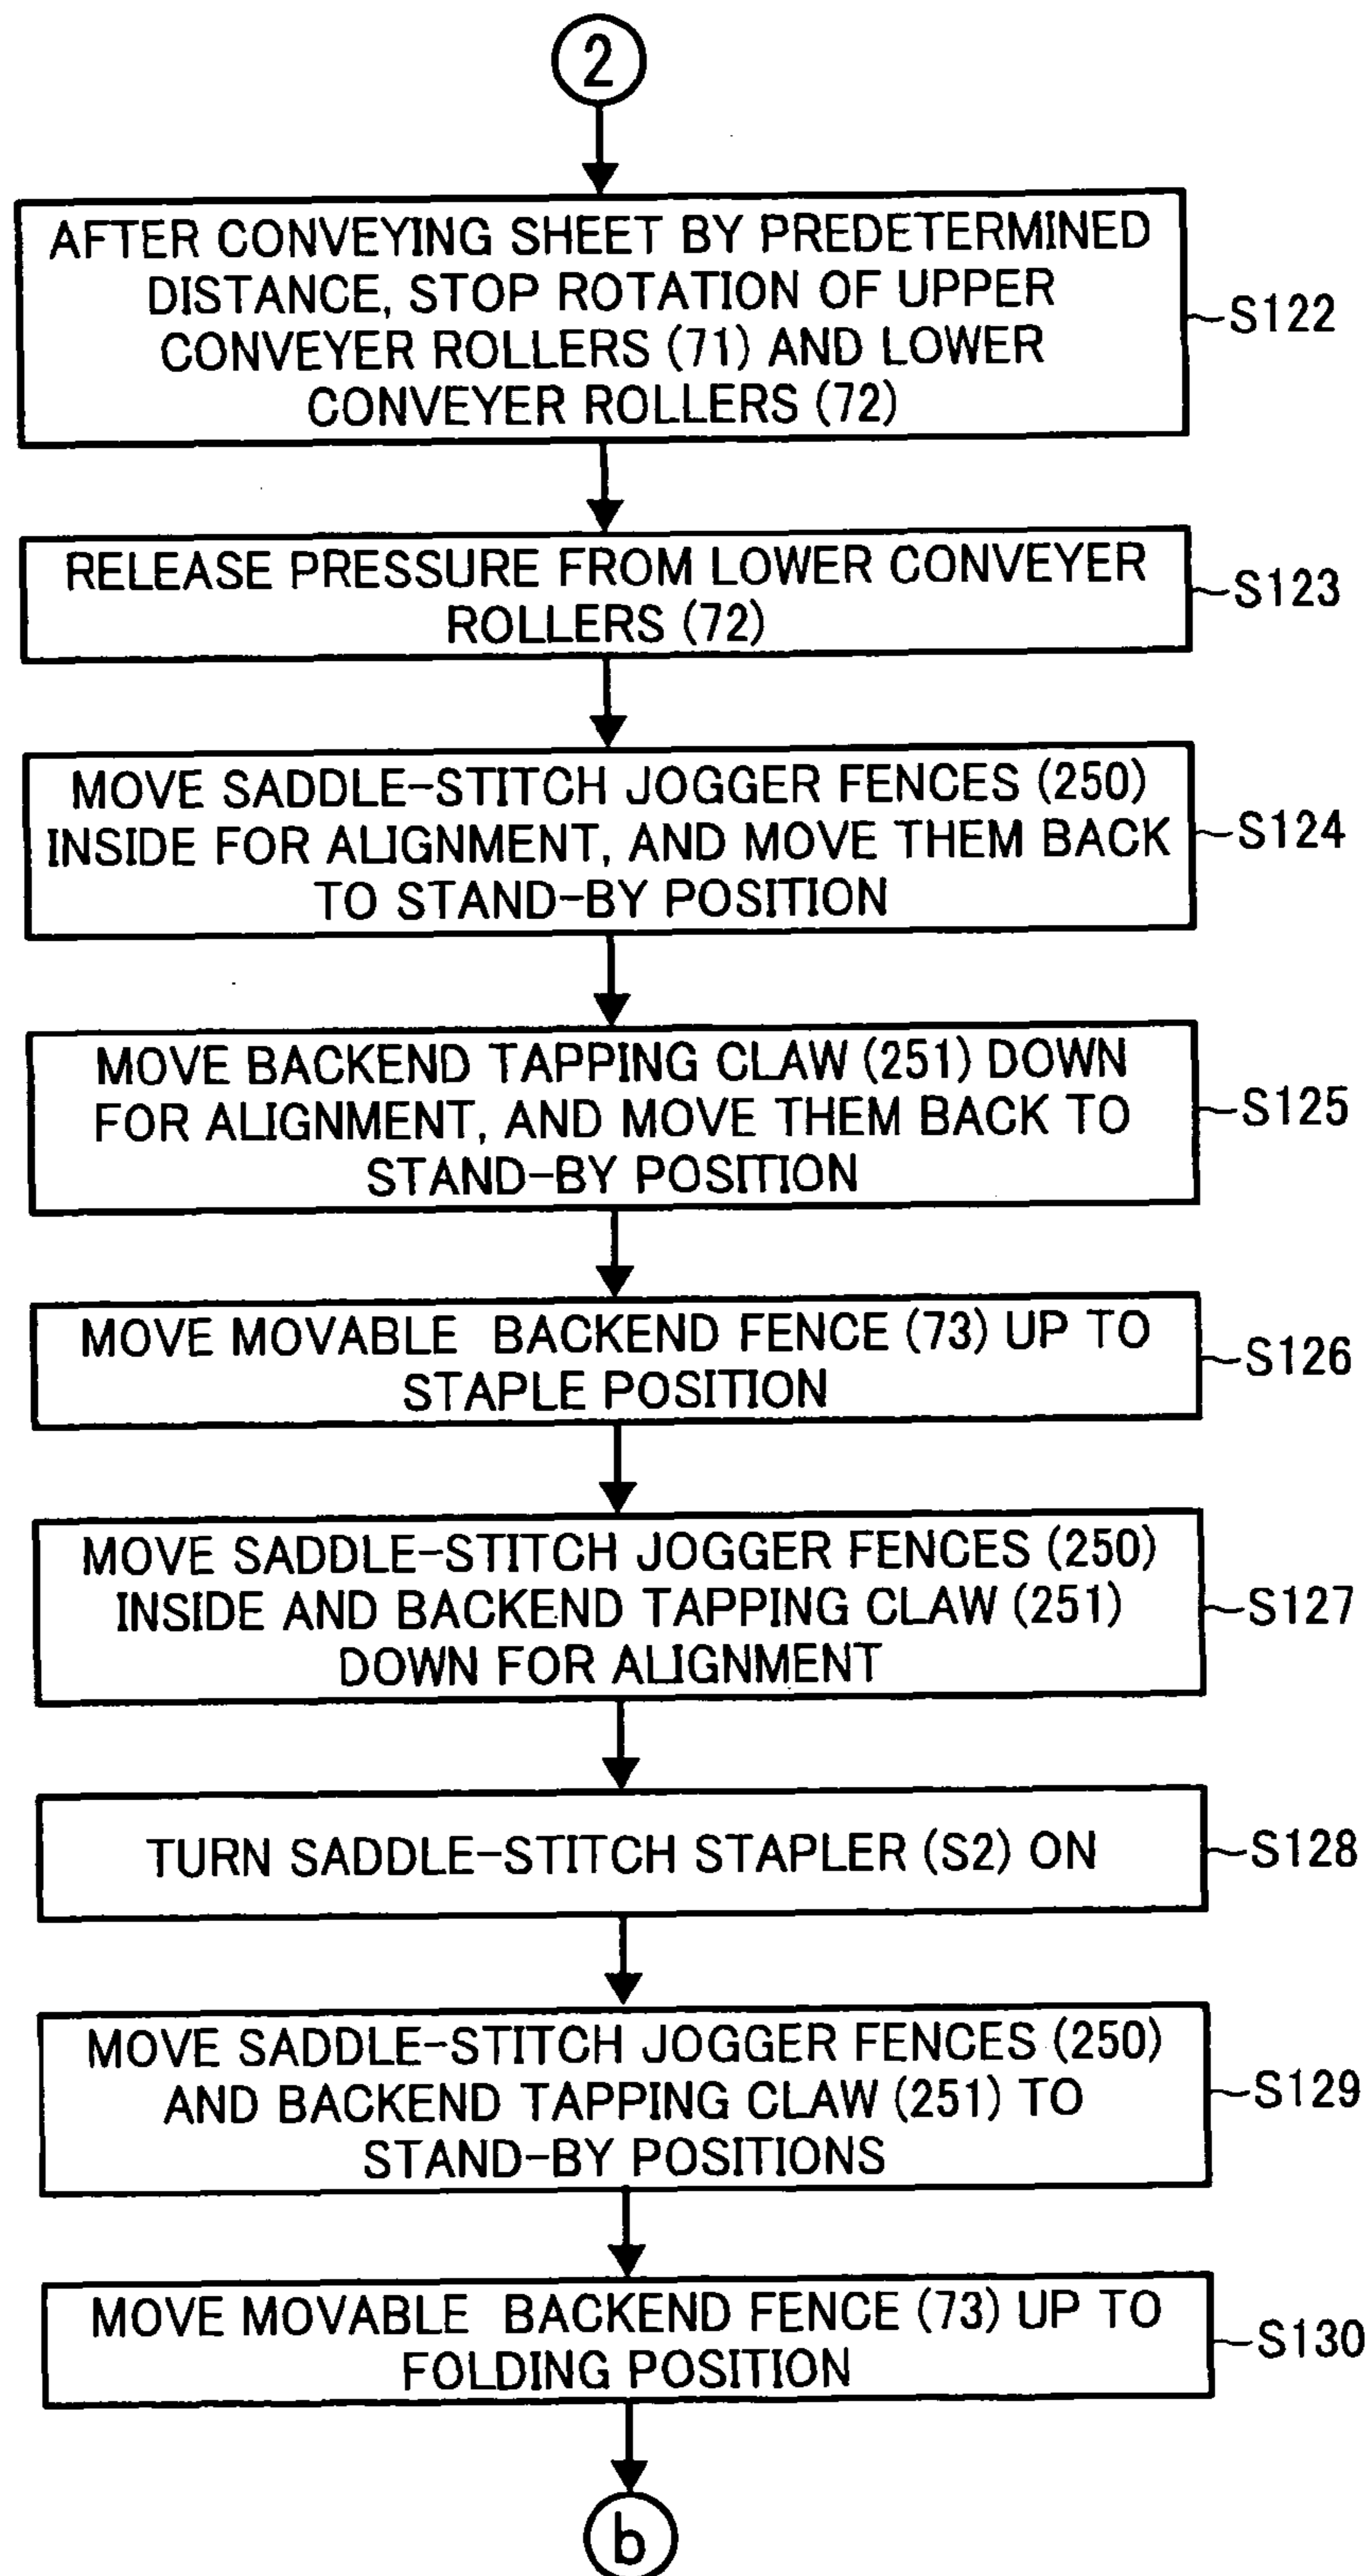 2
AFTER CONVEYING SHEET BY PREDETERMINED
DISTANCE, STOP ROTATION OF UPPER
CONVEYER ROLLERS (71) AND LOWER
CONVEYER ROLLERS (72)
S122
RELEASE PRESSURE FROM LOWER CONVEYER
ROLLERS (72)
S123
MOVE SADDLE-STITCH JOGGER FENCES (250)
INSIDE FOR ALIGNMENT, AND MOVE THEM BACK
TO STAND-BY POSITION
S124
MOVE BACKEND TAPPING CLAW (251) DOWN
FOR ALIGNMENT, AND MOVE THEM BACK TO
STAND-BY POSITION
S125
MOVE MOVABLE BACKEND FENCE (73) UP TO
STAPLE POSITION
S126
MOVE SADDLE-STITCH JOGGER FENCES (250)
INSIDE AND BACKEND TAPPING CLAW (251)
DOWN FOR ALIGNMENT
S127
TURN SADDLE-STITCH STAPLER (S2) ON
S128
MOVE SADDLE-STITCH JOGGER FENCES (250)
AND BACKEND TAPPING CLAW (251) TO
STAND-BY POSITIONS
S129
MOVE MOVABLE BACKEND FENCE (73) UP TO
FOLDING POSITION
S130
b